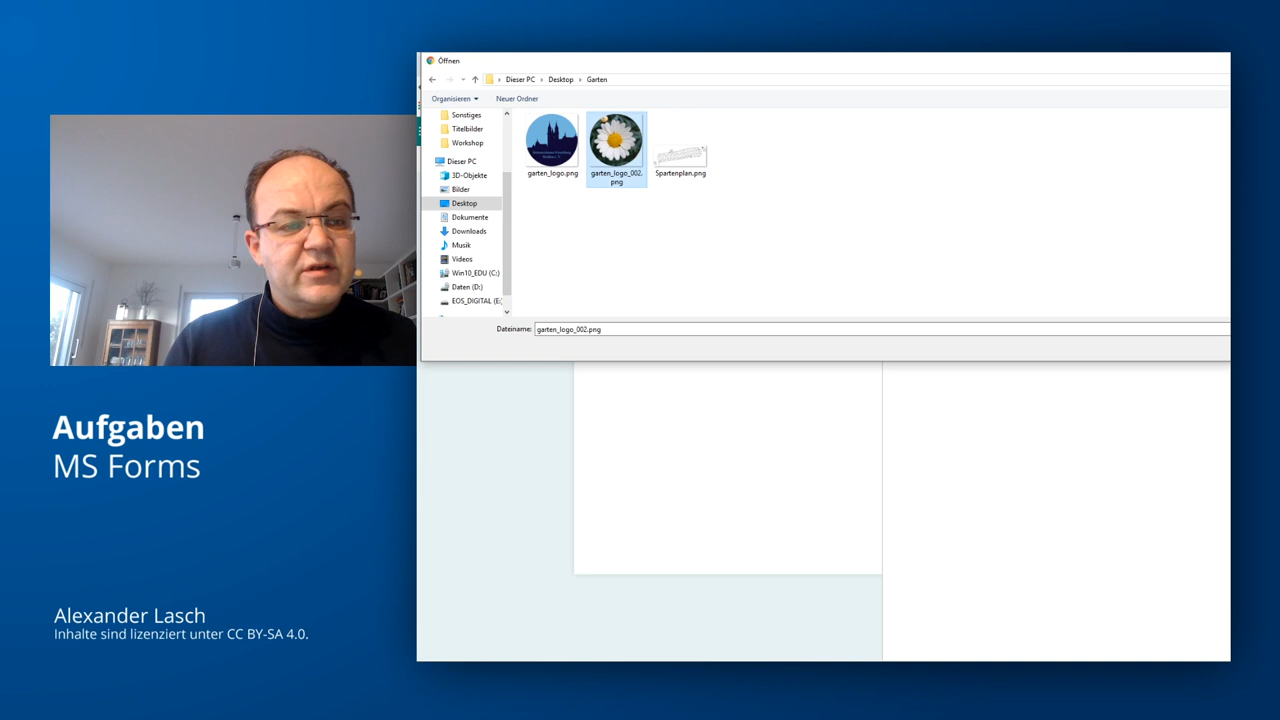 Öffnen
Dieser PC
Desktop
Garten
Organisieren
Neuer Ordner
Sonstiges
Titelbilder
Workshop
Dieser PC
3D-Objekte
Bilder
Desktop
Dokumente
Downloads
Musik
Videos
Win10_EDU (C:)
Daten (D:)
EOS_DIGITAL (E:
garten_logo.png
garten_logo_002.
png
Spartenplan.png
Dateiname:
garten_logo_002.png
Aufgaben
MS Forms
Alexander Lasch
Inhalte sind lizenziert unter CC BY-SA 4.0.